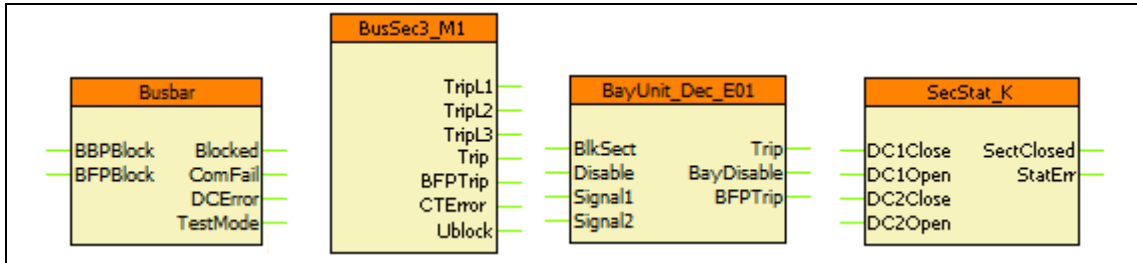 Busbar
BBPBlock Blocked
BFPBlock ComFail
DCError
TestMode
BusSec3_M1
TripL1
TripL2
TripL3
Trip
BFPTrip
CTError
Ublock
BayUnit_Dec_E01
BlkSect Trip
Disable BayDisable
Signal1 BFPTrip
Signal2
SecStat_K
DC1Close SectClosed
DC1Open StatErr
DC2Close
DC2Open